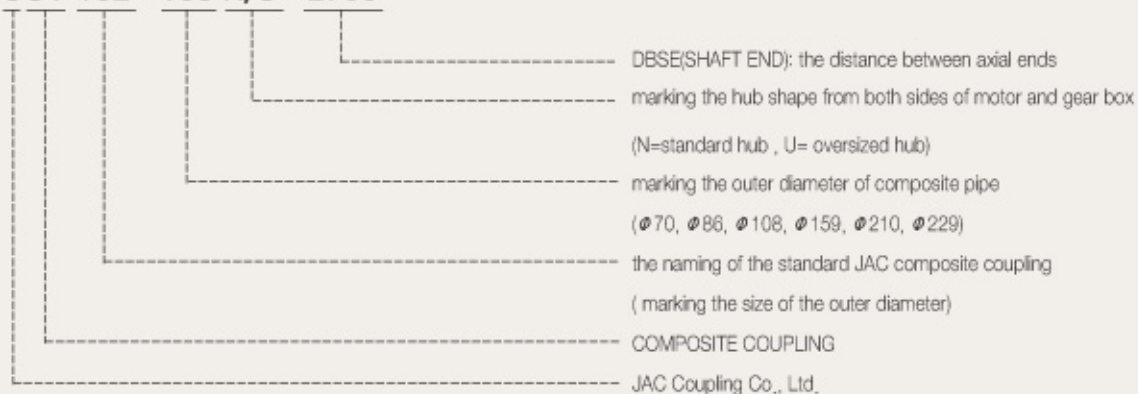 DBSE(SHAFT END): the distance between axial ends
marking the hub shape from both sides of motor and gear box
(N=standard hub , U= oversized hub)
marking the outer diameter of composite pipe
(Φ70, Φ86, Φ108, Φ159, Φ210, Φ229)
the naming of the standard JAC composite coupling
( marking the size of the outer diameter)
COMPOSITE COUPLING
JAC Coupling Co., Ltd.